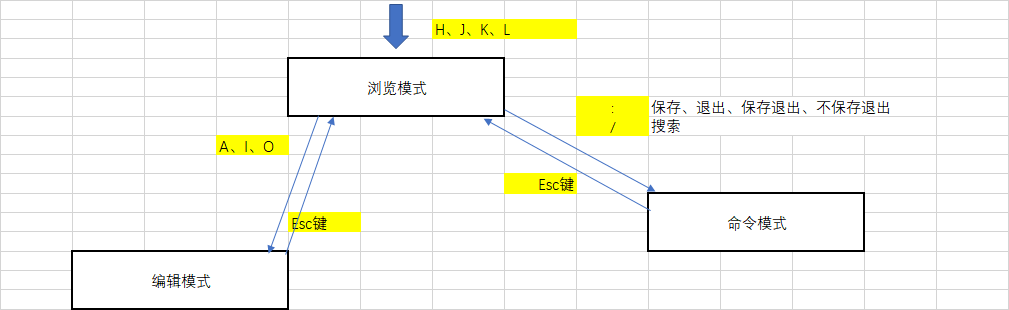 H、J、K、L
浏览模式
: 保存、退出、保存退出、不保存退出
/ 搜索
A、I、O
Esc键
Esc键
命令模式
编辑模式